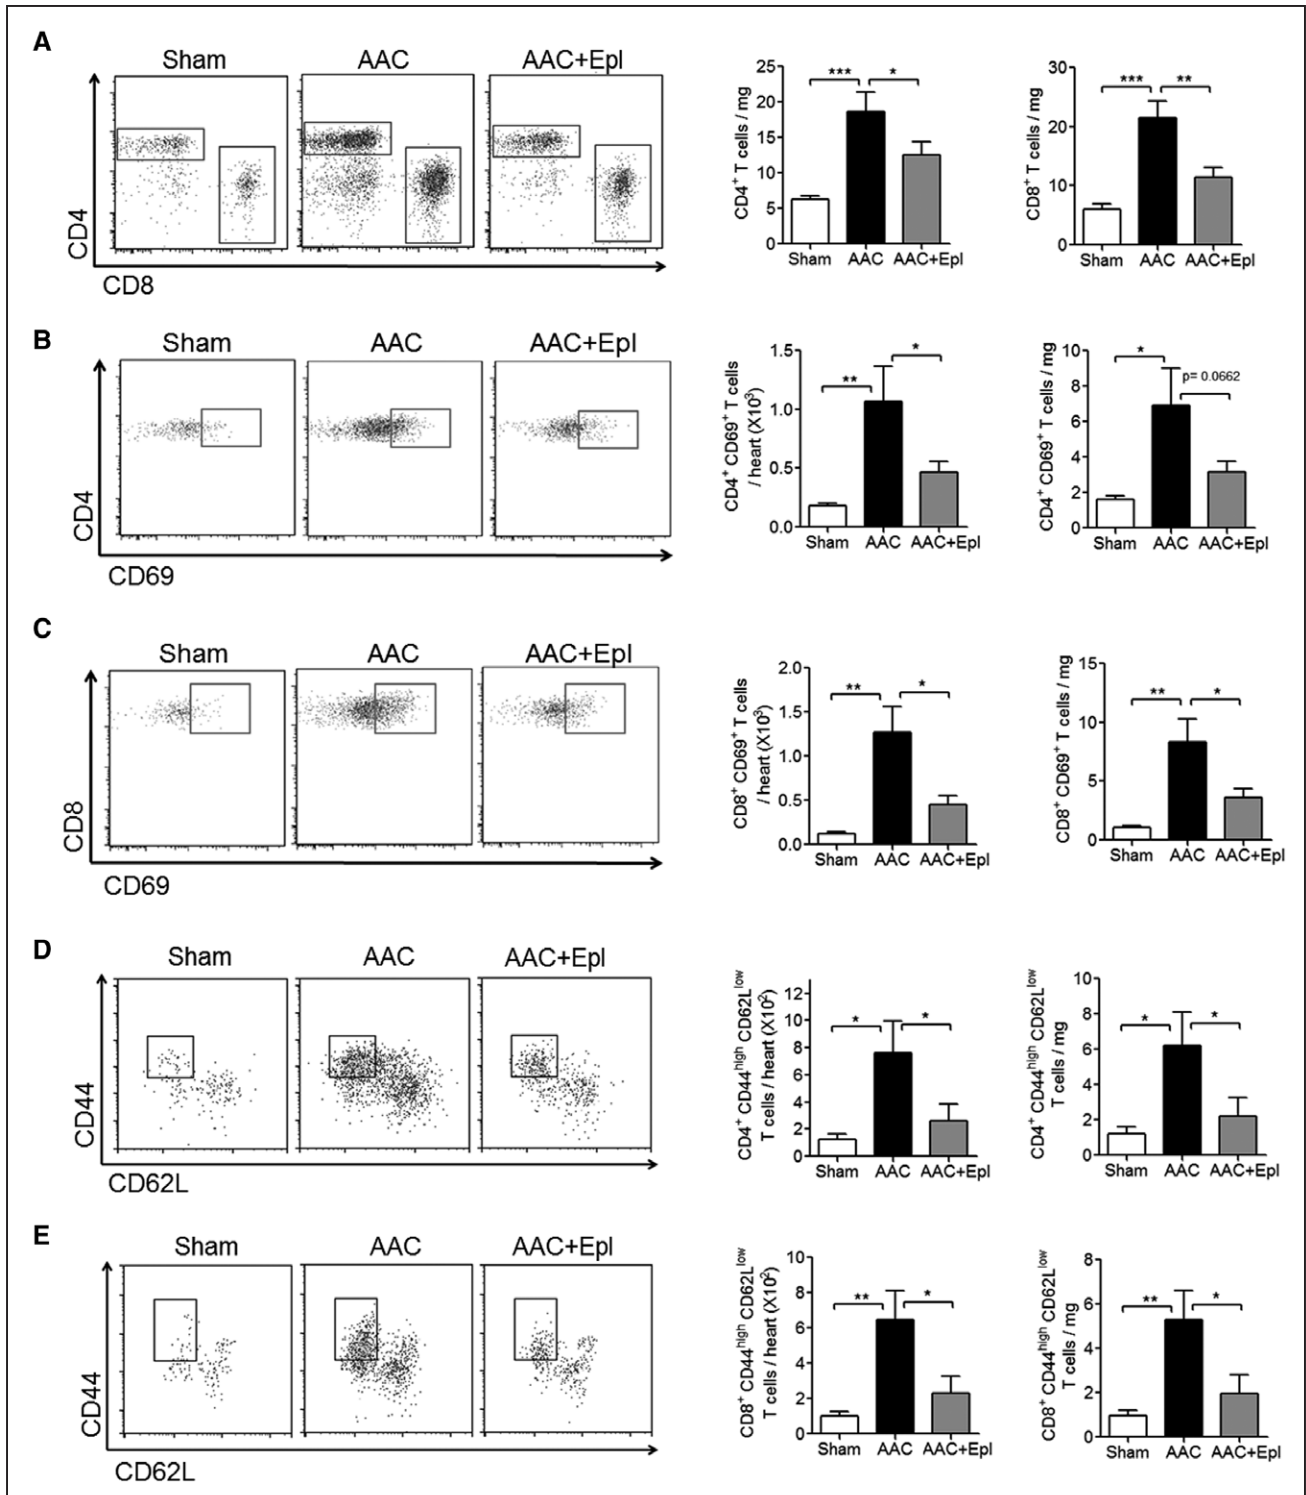 A
Sham
AAC
AAC+Epl
CD4
CD8
CD4+ T cells / mg
25
20
15
10
5
0
***
*
Sham
AAC
AAC+Epl
CD8+ T cells / mg
30
20
10
0
***
**
Sham
AAC
AAC+Epl
B
Sham
AAC
AAC+Epl
CD4
CD69
CD4+ CD69+ T cells
/ heart (X10³)
1.5
1.0
0.5
0.0
**
*
Sham
AAC
AAC+Epl
CD4+ CD69+ T cells / mg
10
8
6
4
2
0
*
p= 0.0662
Sham
AAC
AAC+Epl
C
Sham
AAC
AAC+Epl
CD8
CD69
CD8+ CD69+ T cells
/ heart (X10³)
2.0
1.5
1.0
0.5
0.0
**
*
Sham
AAC
AAC+Epl
CD8+ CD69+ T cells / mg
15
10
5
0
**
*
Sham
AAC
AAC+Epl
D
Sham
AAC
AAC+Epl
CD44
CD62L
CD4+ CD44high CD62Llow
T cells / heart (X10²)
12
10
8
6
4
2
0
*
*
Sham
AAC
AAC+Epl
CD4+ CD44high CD62Llow
T cells / mg
10
8
6
4
2
0
*
*
Sham
AAC
AAC+Epl
E
Sham
AAC
AAC+Epl
CD44
CD62L
CD8+ CD44high CD62Llow
T cells / heart (X10²)
10
8
6
4
2
0
**
*
Sham
AAC
AAC+Epl
CD8+ CD44high CD62Llow
T cells / mg
8
6
4
2
0
**
*
Sham
AAC
AAC+Epl